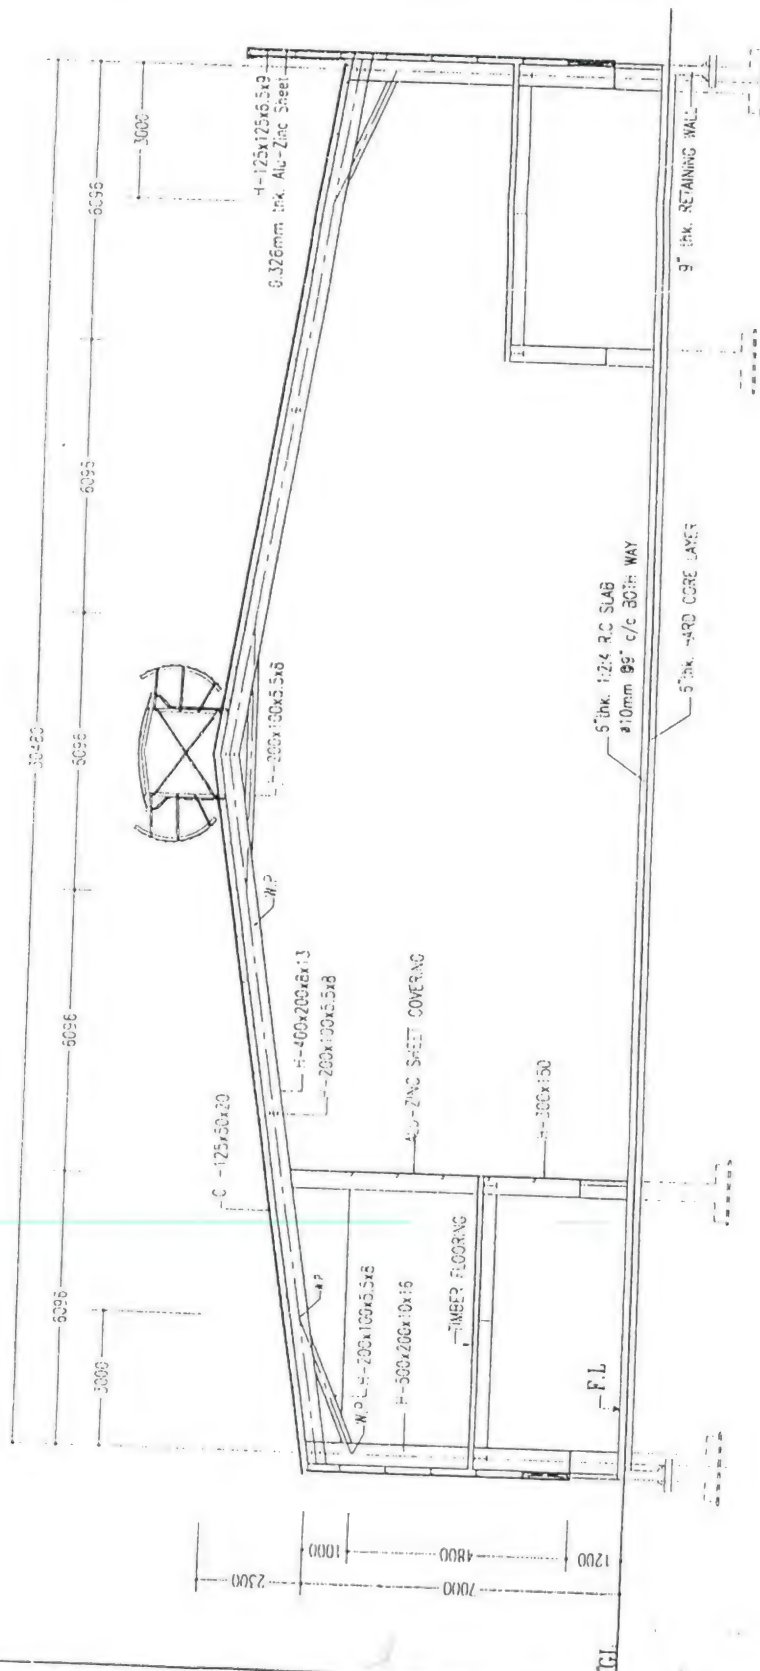 30480
6096
6096
6096
6096
6096
3000
3000
H-125x125x6.5x9
0.326mm thk. Alu-Zinc Sheet
C -125x50x20
H-400x200x8x13
H-200x100x5.5x8
W.P
H-200x100x5.5x8
W.P
W.P
H-200x100x5.5x8
H-500x200x10x16
ALU-ZINC SHEET COVERING
TIMBER FLOORING
H-300x150
2300
1000
4800
7000
1200
F.L
GL
thk. 1:2:4 R.C SLAB
ø10mm @9" c/c BOTH WAY
thk. HARD CORE LAYER
9" thk. RETAINING WALL